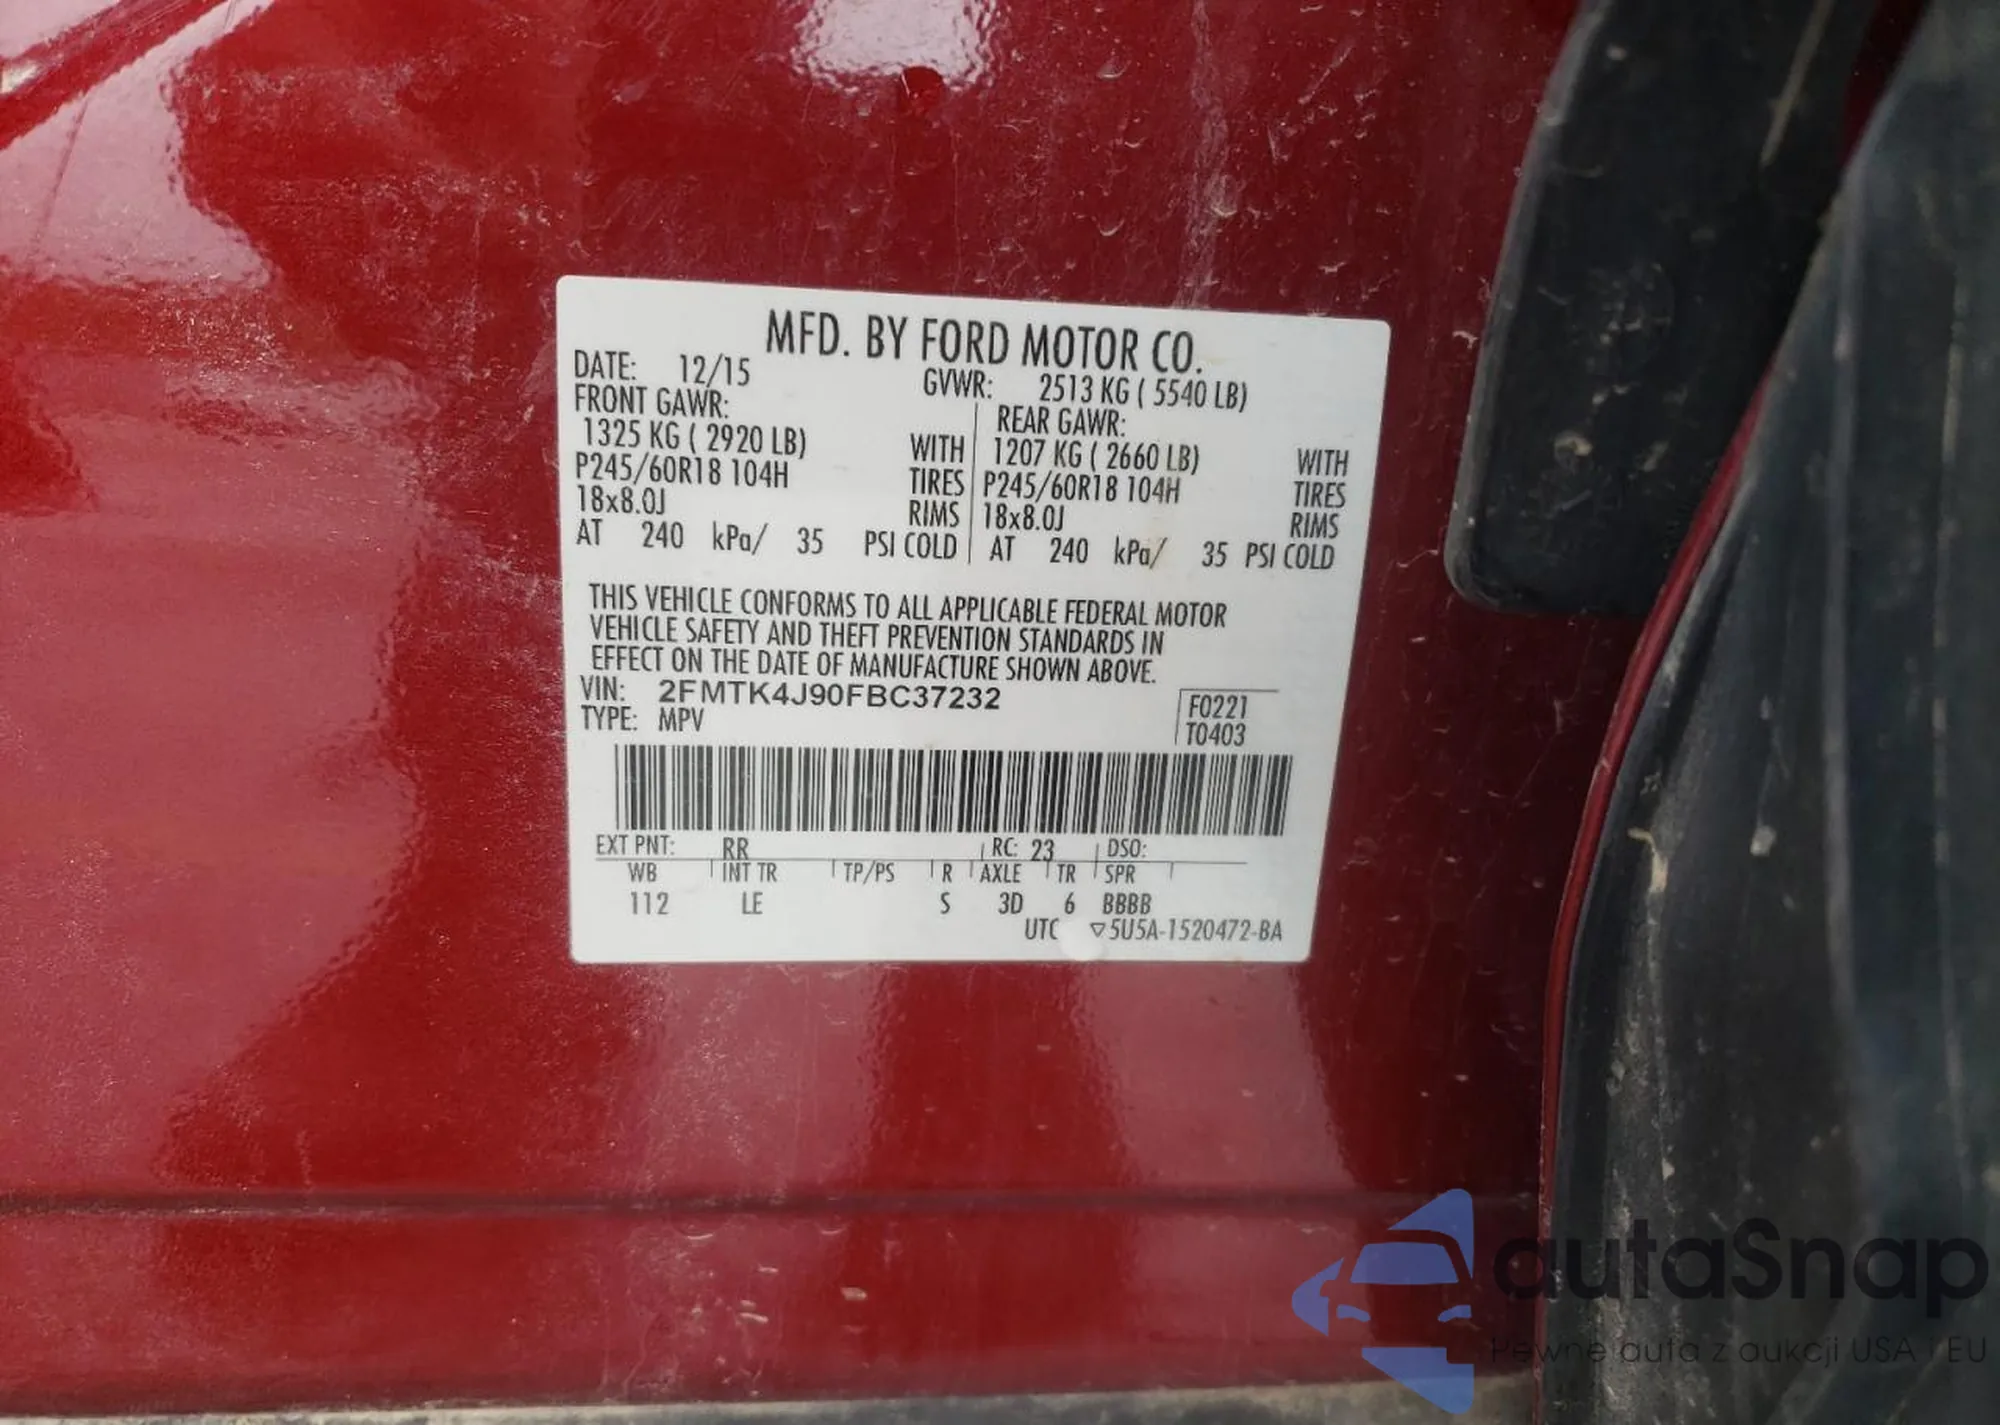 MFD. BY FORD MOTOR CO.
DATE: 12/15 GVWR: 2513 KG ( 5540 LB)
FRONT GAWR: REAR GAWR:
1325 KG ( 2920 LB) WITH 1207 KG ( 2660 LB) WITH
P245/60R18 104H TIRES P245/60R18 104H TIRES
18x8.0J RIMS 18x8.0J RIMS
AT 240 kPa/ 35 PSI COLD AT 240 kPa/ 35 PSI COLD
THIS VEHICLE CONFORMS TO ALL APPLICABLE FEDERAL MOTOR
VEHICLE SAFETY AND THEFT PREVENTION STANDARDS IN
EFFECT ON THE DATE OF MANUFACTURE SHOWN ABOVE.
VIN: 2FMTK4J90FBC37232 F0221
TYPE: MPV T0403
EXT PNT: RR RC: 23 DSO:
WB INT TR TP/PS R AXLE TR SPR
112 LE S 3D 6 BBBB
UTC ▽5U5A-1520472-BA
autaSnap
Pewne auta z aukcji USA i EU